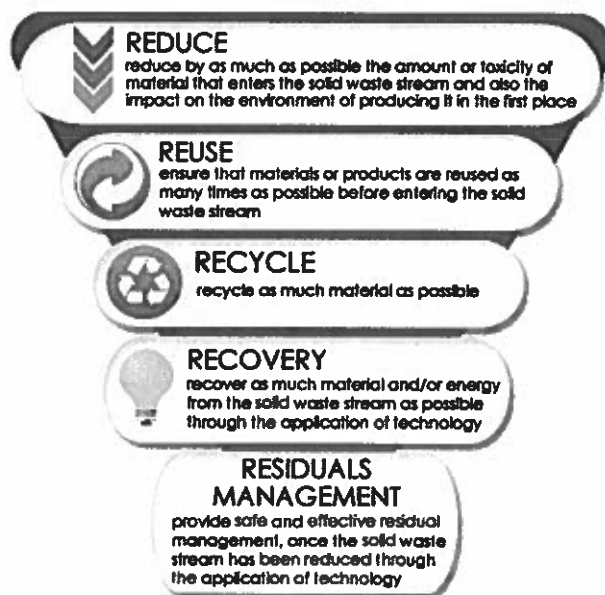 REDUCE
reduce by as much as possible the amount or toxicity of
material that enters the solid waste stream and also the
impact on the environment of producing it in the first place
REUSE
ensure that materials or products are reused as
many times as possible before entering the solid
waste stream
RECYCLE
recycle as much material as possible
RECOVERY
recover as much material and/or energy
from the solid waste stream as possible
through the application of technology
RESIDUALS
MANAGEMENT
provide safe and effective residual
management, once the solid waste
stream has been reduced through
the application of technology